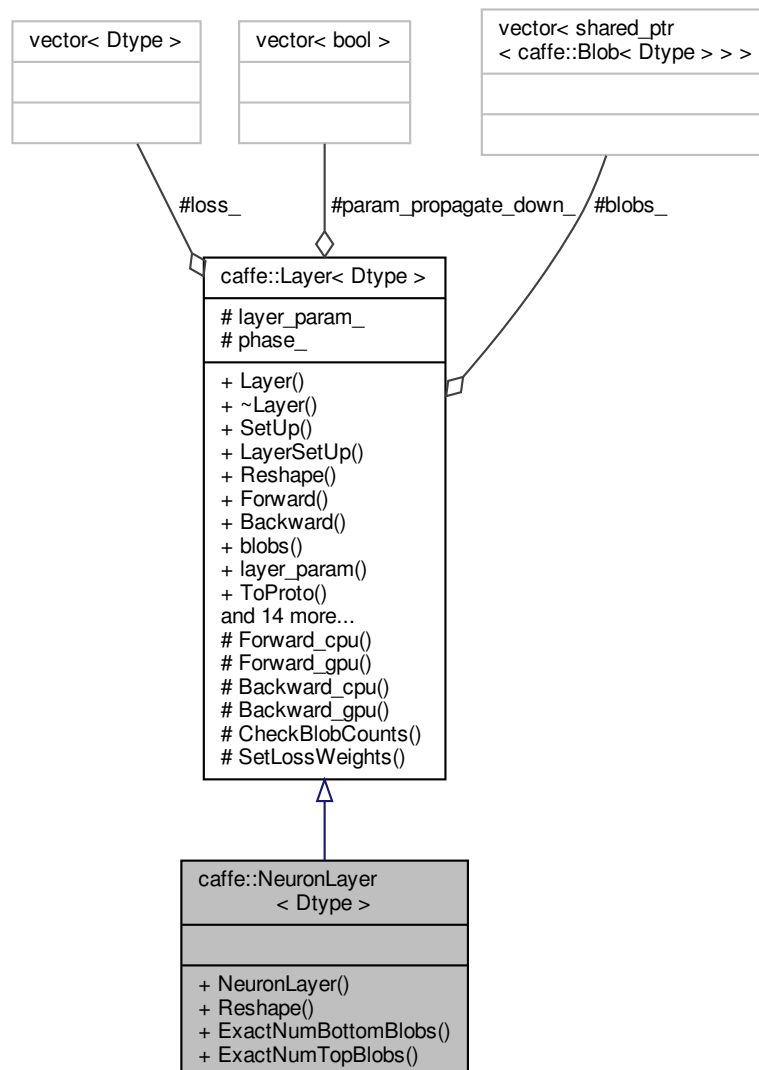 vector< Dtype >
vector< bool >
vector< shared_ptr
< caffe::Blob< Dtype > > >
#loss_
#param_propagate_down_
#blobs_
caffe::Layer< Dtype >
# layer_param_
# phase_
+ Layer()
+ ~Layer()
+ SetUp()
+ LayerSetUp()
+ Reshape()
+ Forward()
+ Backward()
+ blobs()
+ layer_param()
+ ToProto()
and 14 more...
# Forward_cpu()
# Forward_gpu()
# Backward_cpu()
# Backward_gpu()
# CheckBlobCounts()
# SetLossWeights()
caffe::NeuronLayer
< Dtype >
+ NeuronLayer()
+ Reshape()
+ ExactNumBottomBlobs()
+ ExactNumTopBlobs()